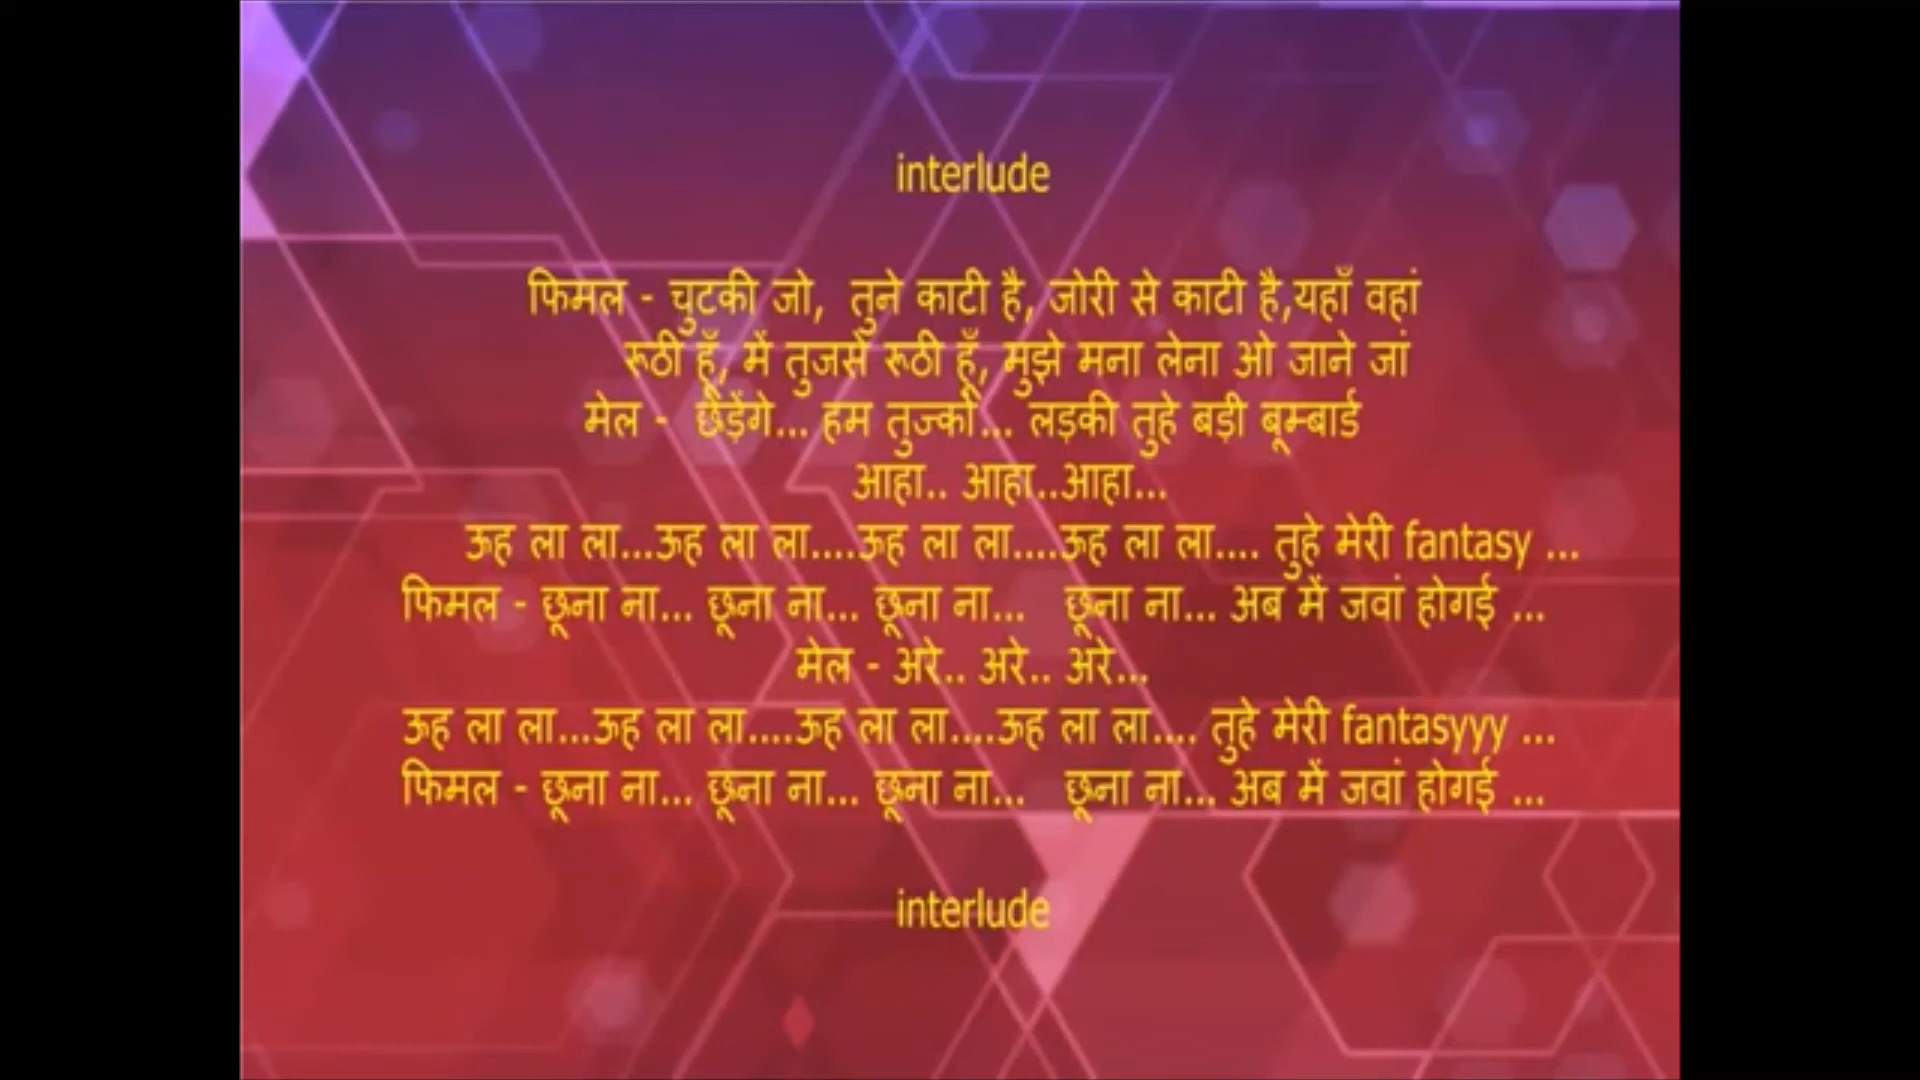 interlude
फिमल - चुटकी जो, तुने काटी है, जोरी से काटी है,यहाँ वहां
रूठी हूँ, में तुजसे रूठी हूँ, मुझे मना लेना ओ जाने जां
मेल - छेड़ेंगे... हम तुज्को... लड़की तुहे बड़ी बूम्बार्ड
आहा.. आहा..आहा...
ऊह ला ला...ऊह ला ला....ऊह ला ला....ऊह ला ला.... तुहे मेरी fantasy ...
फिमल - छूना ना... छूना ना... छूना ना... छूना ना... अब में जवां होगई ...
मेल - अरे.. अरे.. अरे...
ऊह ला ला...ऊह ला ला....ऊह ला ला....ऊह ला ला.... तुहे मेरी fantasyyy ...
फिमल - छूना ना... छूना ना... छूना ना... छूना ना... अब में जवां होगई ...
interlude